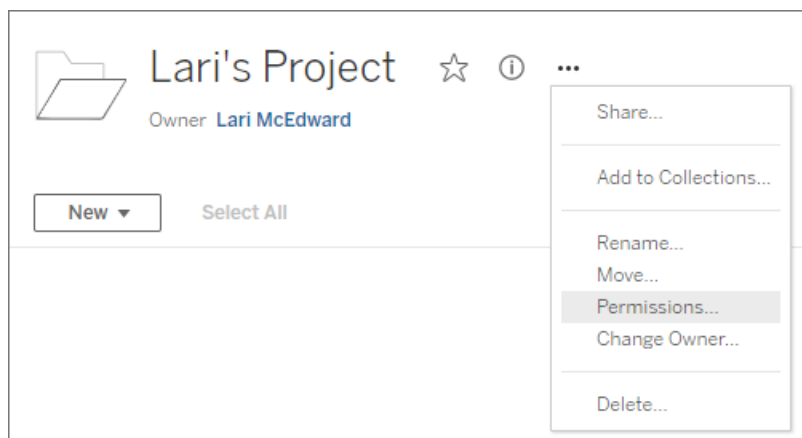 Lari's Project
Owner Lari McEdward
New
Select All
Share...
Add to Collections...
Rename...
Move...
Permissions...
Change Owner...
Delete...